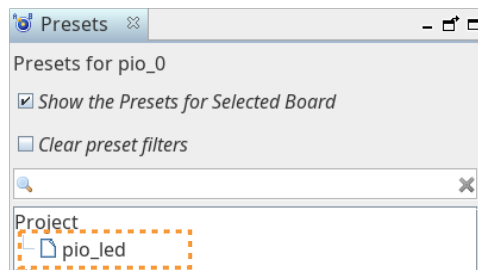 Presets
Presets for pio_0
Show the Presets for Selected Board
Clear preset filters
Project
pio_led